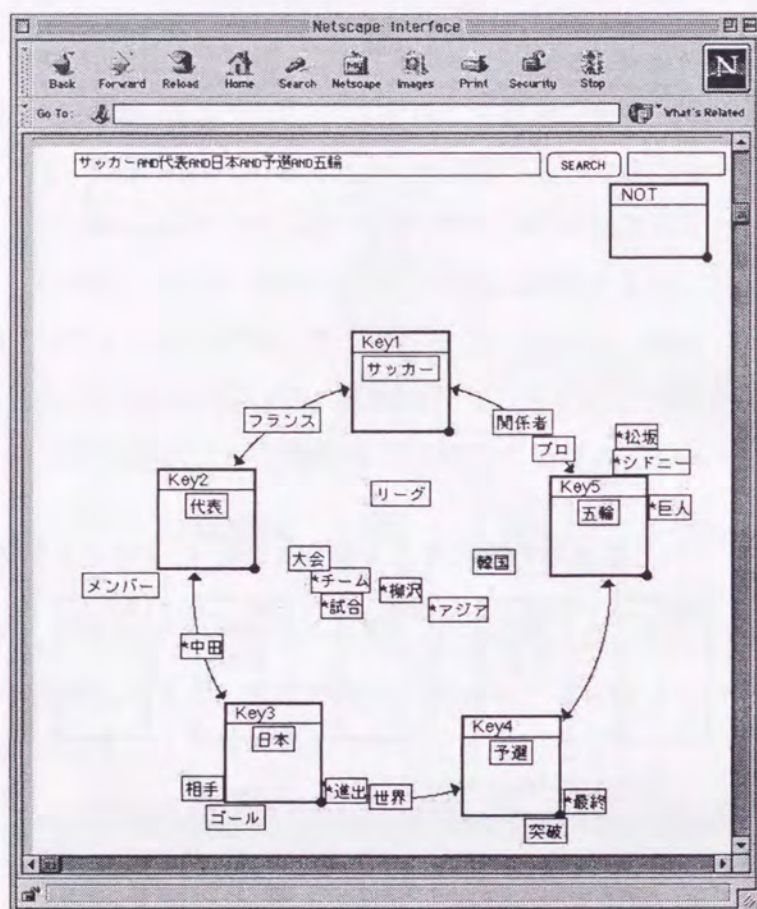 Netscape Interface
Back Forward Reload Home Search Netscape Images Print Security Stop
N
Go To: What's Related
サッカーAND代表AND日本AND予選AND五輪 SEARCH
NOT
Key1
サッカー
フランス
関係者
プロ
*松坂
*シドニー
Key2
代表
リーグ
Key5
五輪
*巨人
大会
韓国
メンバー
*チーム
*柳沢
*試合
*アジア
*中田
Key3
日本
Key4
予選
相手
*進出
世界
*最終
ゴール
突破